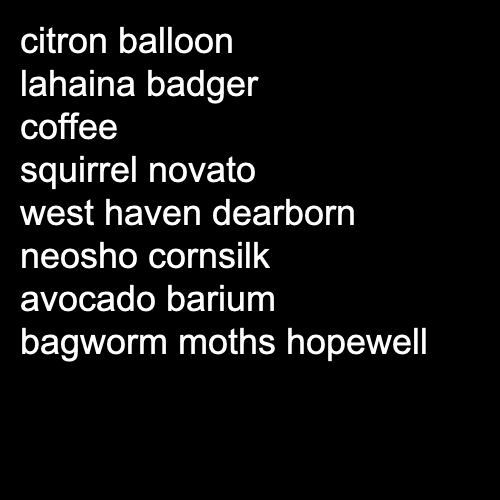 citron balloon
lahaina badger
coffee
squirrel novato
west haven dearborn
neosho cornsilk
avocado barium
bagworm moths hopewell